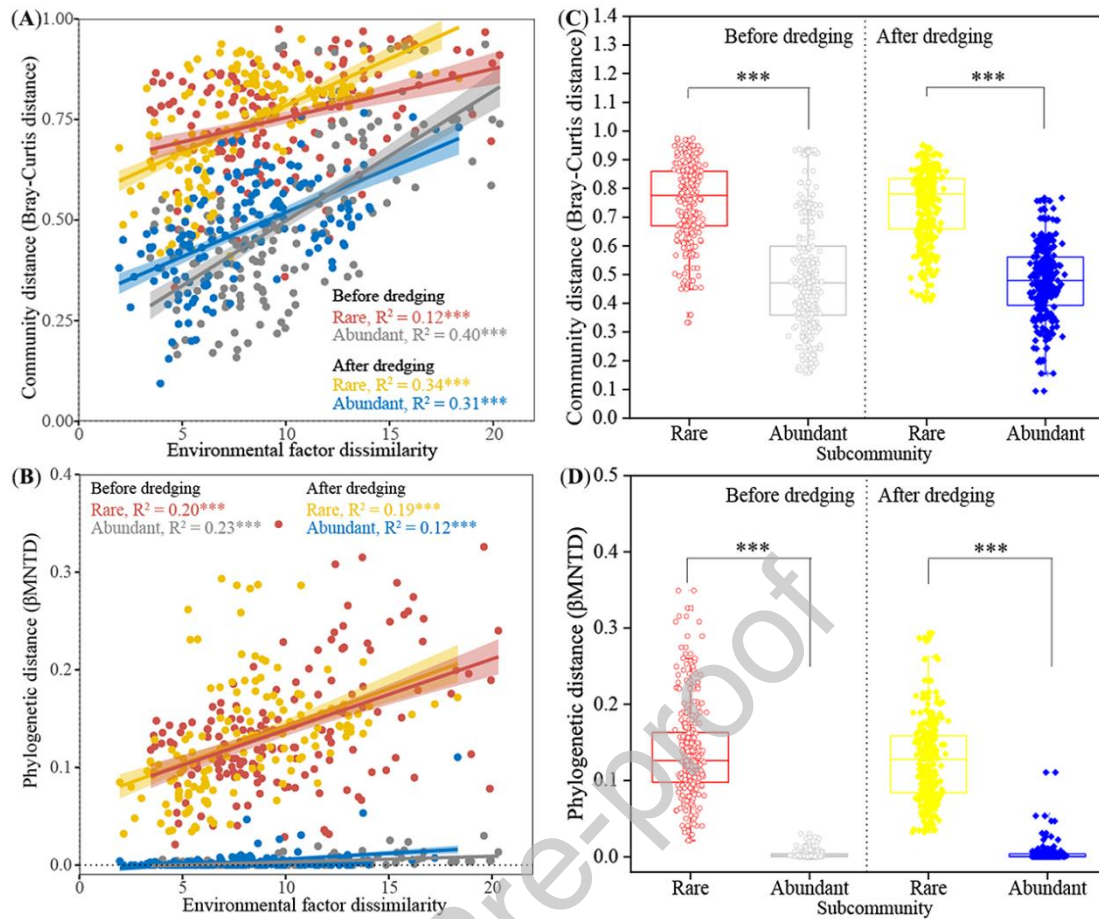 (A)
Community distance (Bray-Curtis distance)
1.00
0.75
0.50
0.25
0.00
Before dredging
Rare, R² = 0.12***
Abundant, R² = 0.40***
After dredging
Rare, R² = 0.34***
Abundant, R² = 0.31***
0 5 10 15 20
Environmental factor dissimilarity
(C)
Community distance (Bray-Curtis distance)
1.4
1.3
1.2
1.1
1.0
0.9
0.8
0.7
0.6
0.5
0.4
0.3
0.2
0.1
0.0
Before dredging After dredging
*** ***
Rare Abundant Rare Abundant
Subcommunity
(B)
Phylogenetic distance (βMNTD)
0.4
0.3
0.2
0.1
0.0
Before dredging After dredging
Rare, R² = 0.20*** Rare, R² = 0.19***
Abundant, R² = 0.23*** Abundant, R² = 0.12***
0 5 10 15 20
Environmental factor dissimilarity
(D)
Phylogenetic distance (βMNTD)
0.5
0.4
0.3
0.2
0.1
0.0
Before dredging After dredging
*** ***
Rare Abundant Rare Abundant
Subcommunity
re-proof